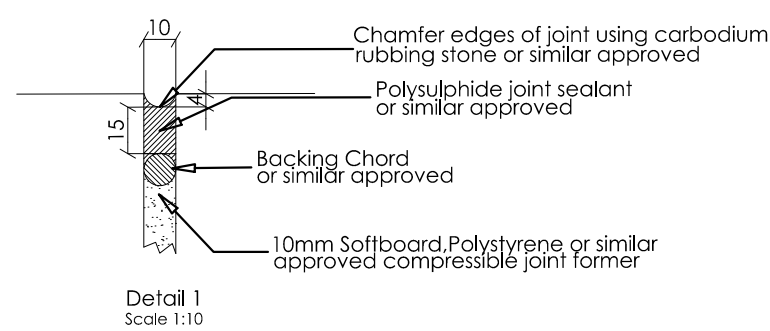 10
Chamfer edges of joint using carbodium
rubbing stone or similar approved
4
Polysulphide joint sealant
or similar approved
15
Backing Chord
or similar approved
10mm Softboard,Polystyrene or similar
approved compressible joint former
Detail 1
Scale 1:10